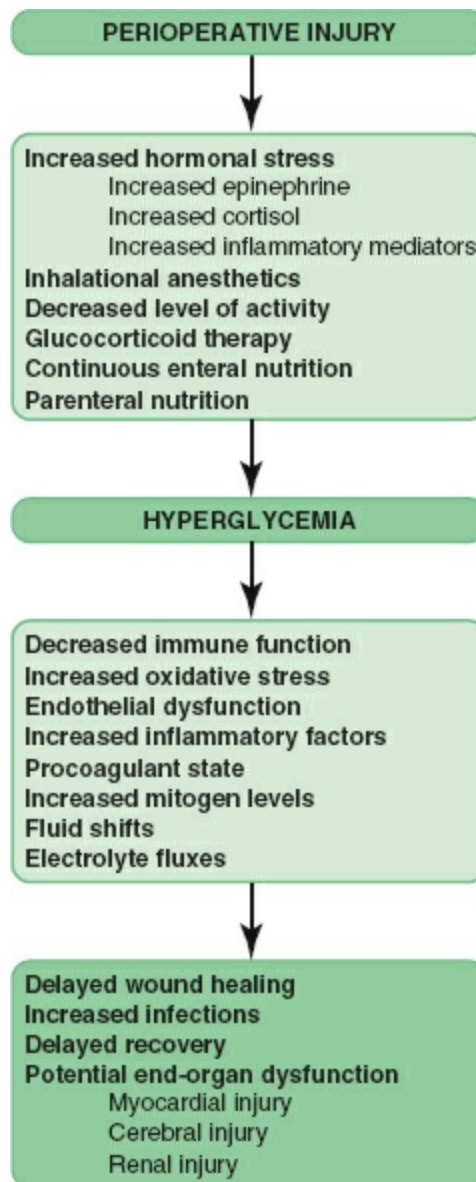 PERIOPERATIVE INJURY
Increased hormonal stress
Increased epinephrine
Increased cortisol
Increased inflammatory mediators
Inhalational anesthetics
Decreased level of activity
Glucocorticoid therapy
Continuous enteral nutrition
Parenteral nutrition
HYPERGLYCEMIA
Decreased immune function
Increased oxidative stress
Endothelial dysfunction
Increased inflammatory factors
Procoagulant state
Increased mitogen levels
Fluid shifts
Electrolyte fluxes
Delayed wound healing
Increased infections
Delayed recovery
Potential end-organ dysfunction
Myocardial injury
Cerebral injury
Renal injury